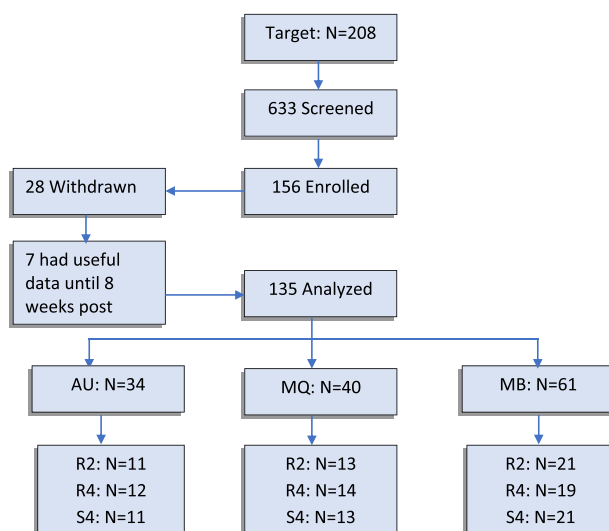 Target: N=208
633 Screened
28 Withdrawn
156 Enrolled
7 had useful
data until 8
weeks post
135 Analyzed
AU: N=34
MQ: N=40
MB: N=61
R2: N=11
R4: N=12
S4: N=11
R2: N=13
R4: N=14
S4: N=13
R2: N=21
R4: N=19
S4: N=21